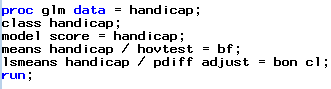 proc glm data = handicap;
class handicap;
model score = handicap;
means handicap / hovtest = bf;
lsmeans handicap / pdiff adjust = bon cl;
run;